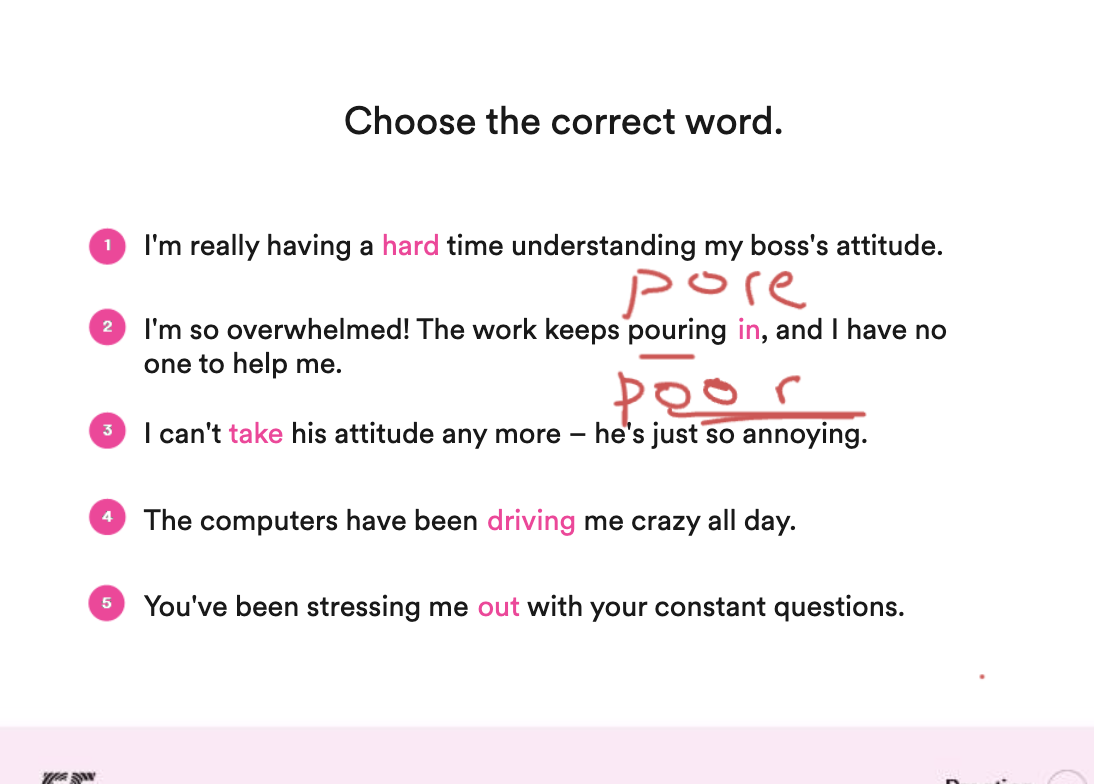 Choose the correct word.
1 I'm really having a hard time understanding my boss's attitude.
pore
2 I'm so overwhelmed! The work keeps pouring in, and I have no
one to help me.
poor
3 I can't take his attitude any more – he's just so annoying.
4 The computers have been driving me crazy all day.
5 You've been stressing me out with your constant questions.